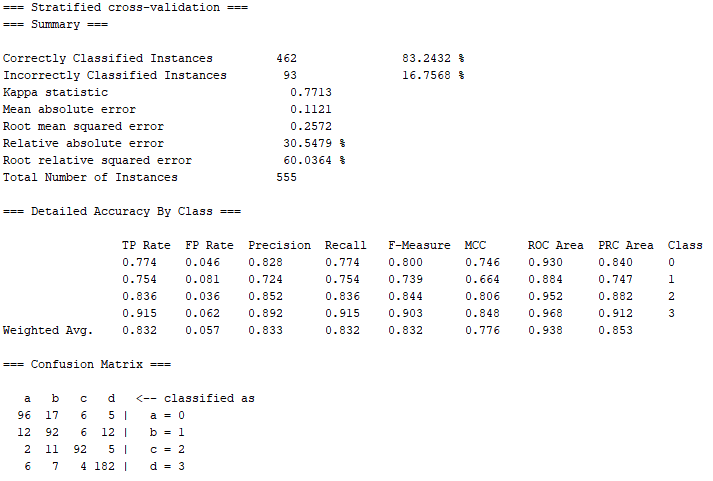 === Stratified cross-validation ===
=== Summary ===
Correctly Classified Instances 462 83.2432 %
Incorrectly Classified Instances 93 16.7568 %
Kappa statistic 0.7713
Mean absolute error 0.1121
Root mean squared error 0.2572
Relative absolute error 30.5479 %
Root relative squared error 60.0364 %
Total Number of Instances 555
=== Detailed Accuracy By Class ===
TP Rate FP Rate Precision Recall F-Measure MCC ROC Area PRC Area Class
0.774 0.046 0.828 0.774 0.800 0.746 0.930 0.840 0
0.754 0.081 0.724 0.754 0.739 0.664 0.884 0.747 1
0.836 0.036 0.852 0.836 0.844 0.806 0.952 0.882 2
0.915 0.062 0.892 0.915 0.903 0.848 0.968 0.912 3
Weighted Avg. 0.832 0.057 0.833 0.832 0.832 0.776 0.938 0.853
=== Confusion Matrix ===
a b c d <-- classified as
96 17 6 5 | a = 0
12 92 6 12 | b = 1
2 11 92 5 | c = 2
6 7 4 182 | d = 3